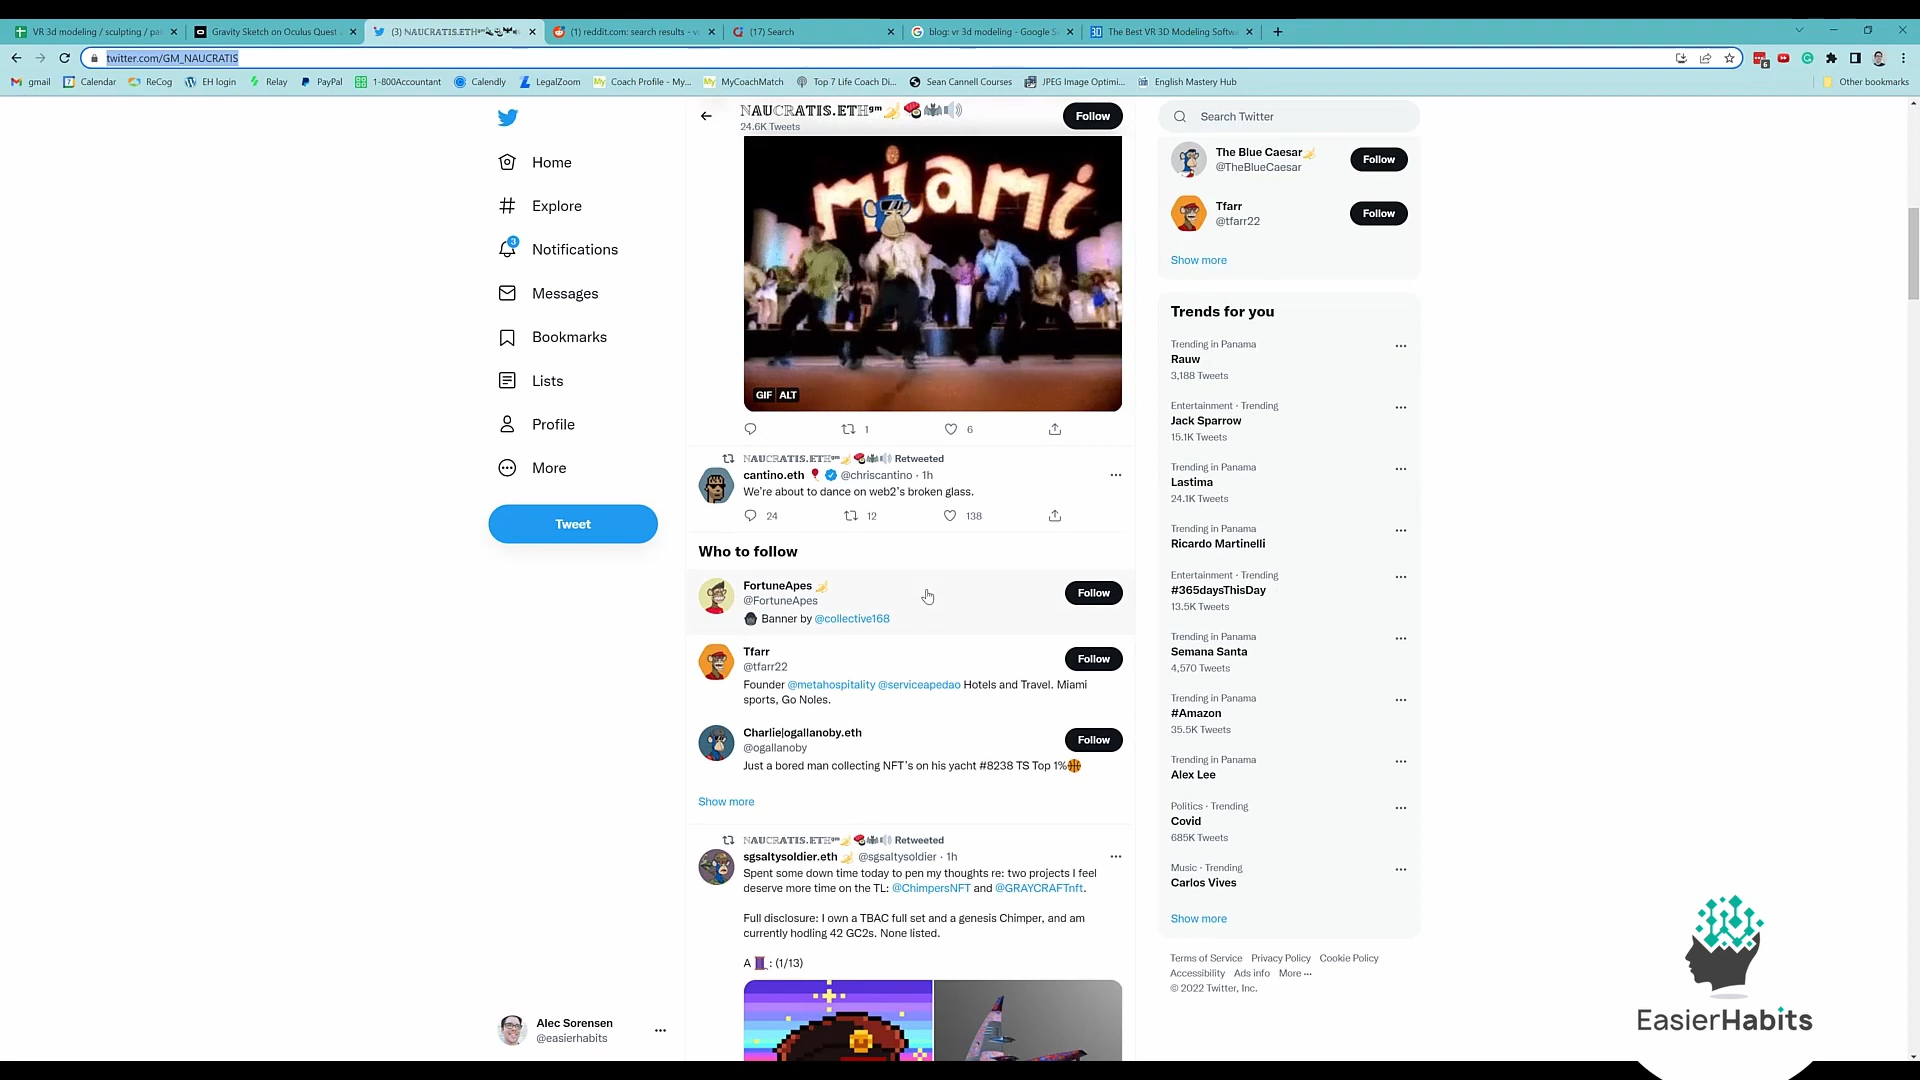 VR 3d modeling / sculpting / pai
Gravity Sketch on Oculus Quest
(3) ℕAUCRATIS.ETH
(1) reddit.com: search results - v
(17) Search
blog: vr 3d modeling - Google S
The Best VR 3D Modeling Softw
twitter.com/GM_NAUCRATIS
gmail
Calendar
ReCog
EH login
Relay
PayPal
1-800Accountant
Calendly
LegalZoom
Coach Profile - My...
MyCoachMatch
Top 7 Life Coach Di...
Sean Cannell Courses
JPEG Image Optimi...
English Mastery Hub
Other bookmarks
Home
Explore
3
Notifications
Messages
Bookmarks
Lists
Profile
More
Tweet
Alec Sorensen
@easierhabits
ℕAUCℝATIS.ETHᵍᵐ
24.6K Tweets
Follow
miami
GIF ALT
1
6
ℕAUCℝATIS.ETHᵍᵐ Retweeted
cantino.eth @chriscantino · 1h
We're about to dance on web2's broken glass.
24
12
138
Who to follow
FortuneApes
@FortuneApes
Banner by @collective168
Follow
Tfarr
@tfarr22
Founder @metahospitality @serviceapedao Hotels and Travel. Miami
sports, Go Noles.
Follow
Charlie|ogallanoby.eth
@ogallanoby
Just a bored man collecting NFT's on his yacht #8238 TS Top 1%
Follow
Show more
ℕAUCℝATIS.ETHᵍᵐ Retweeted
sgsaltysoldier.eth @sgsaltysoldier · 1h
Spent some down time today to pen my thoughts re: two projects I feel
deserve more time on the TL: @ChimpersNFT and @GRAYCRAFTnft.
Full disclosure: I own a TBAC full set and a genesis Chimper, and am
currently hodling 42 GC2s. None listed.
A : (1/13)
Search Twitter
The Blue Caesar
@TheBlueCaesar
Follow
Tfarr
@tfarr22
Follow
Show more
Trends for you
Trending in Panama
Rauw
3,188 Tweets
Entertainment · Trending
Jack Sparrow
15.1K Tweets
Trending in Panama
Lastima
24.1K Tweets
Trending in Panama
Ricardo Martinelli
Entertainment · Trending
#365daysThisDay
13.5K Tweets
Trending in Panama
Semana Santa
4,570 Tweets
Trending in Panama
#Amazon
35.5K Tweets
Trending in Panama
Alex Lee
Politics · Trending
Covid
685K Tweets
Music · Trending
Carlos Vives
Show more
Terms of Service Privacy Policy Cookie Policy
Accessibility Ads info More ···
© 2022 Twitter, Inc.
EasierHabits